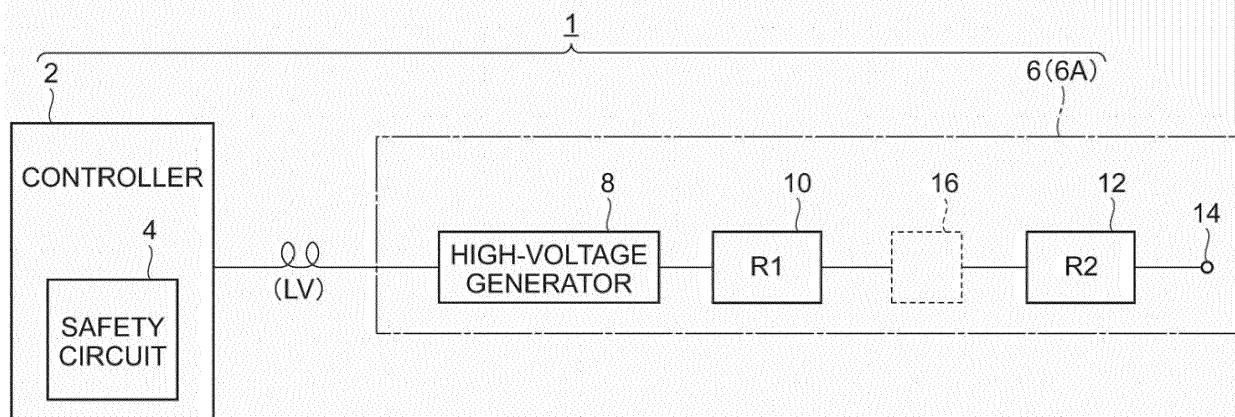 1
2
6(6A)
CONTROLLER
8
10
16
12
14
4
HIGH-VOLTAGE
GENERATOR
R1
R2
(LV)
SAFETY
CIRCUIT